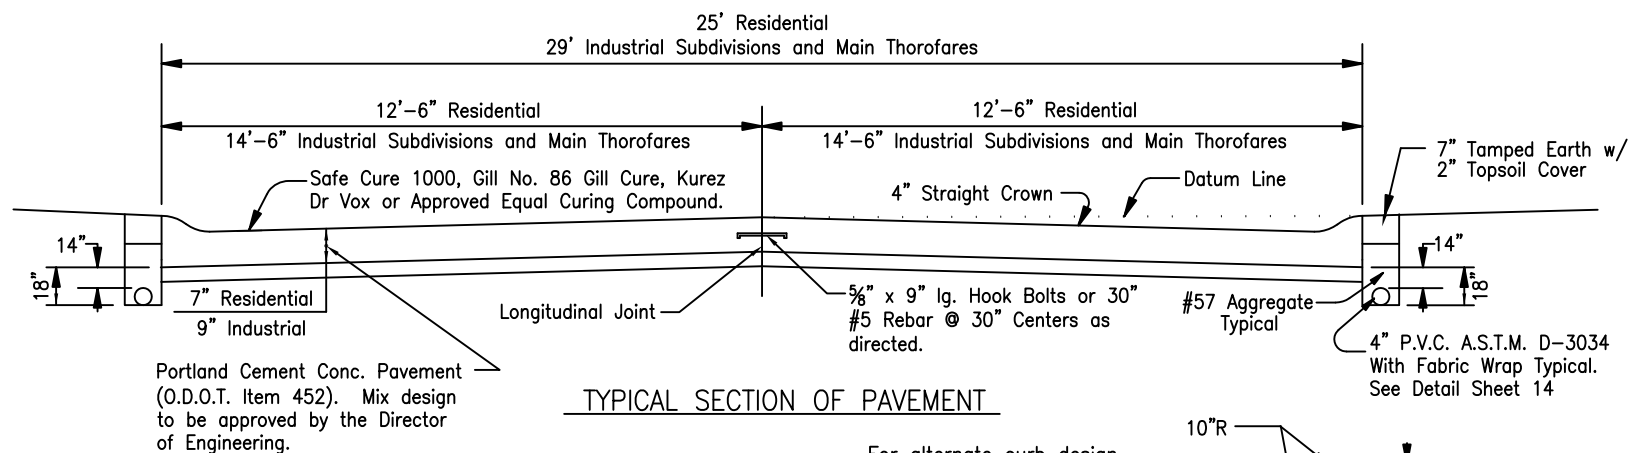 25' Residential
29' Industrial Subdivisions and Main Thorofares
12'-6" Residential
14'-6" Industrial Subdivisions and Main Thorofares
12'-6" Residential
14'-6" Industrial Subdivisions and Main Thorofares
7" Tamped Earth w/
2" Topsoil Cover
Safe Cure 1000, Gill No. 86 Gill Cure, Kurez
Dr Vox or Approved Equal Curing Compound.
4" Straight Crown
Datum Line
14"
18"
7" Residential
9" Industrial
Longitudinal Joint
⅝" x 9" lg. Hook Bolts or 30"
#5 Rebar @ 30" Centers as
directed.
#57 Aggregate
Typical
14"
18"
4" P.V.C. A.S.T.M. D-3034
With Fabric Wrap Typical.
See Detail Sheet 14
Portland Cement Conc. Pavement
(O.D.O.T. Item 452). Mix design
to be approved by the Director
of Engineering.
TYPICAL SECTION OF PAVEMENT
10"R
For alternate curb design